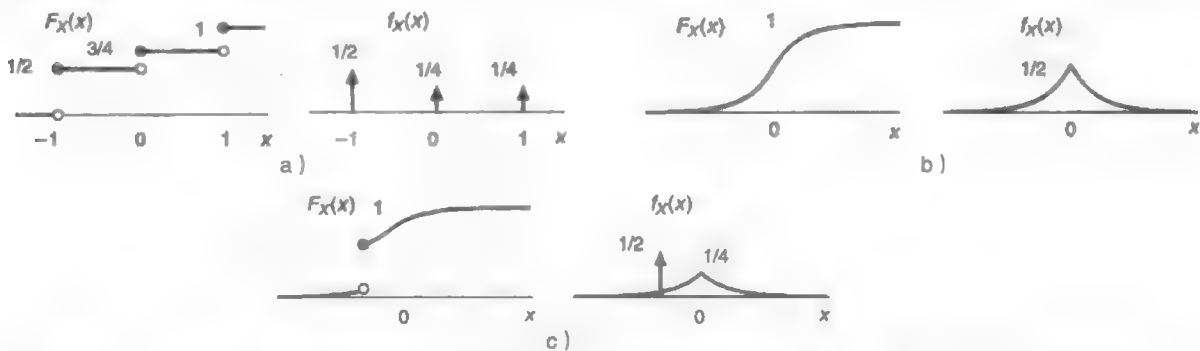 F_X(x) 1 f_X(x) F_X(x) 1 f_X(x)
1/2 3/4 1/2 1/4 1/4 1/2
−1 0 1 x −1 0 1 x 0 x 0 x
a) b)
F_X(x) 1 f_X(x)
1/2 1/4
0 x 0 x
c)